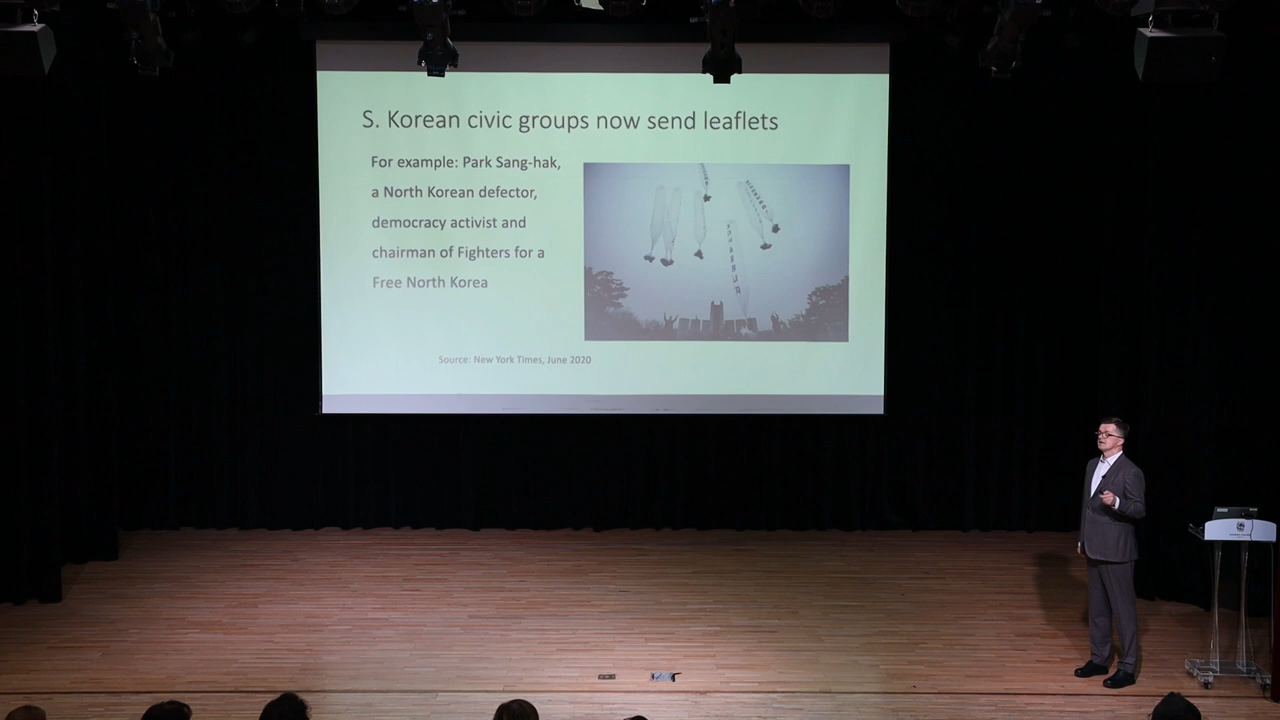 S. Korean civic groups now send leaflets
For example: Park Sang-hak,
a North Korean defector,
democracy activist and
chairman of Fighters for a
Free North Korea
Source: New York Times, June 2020